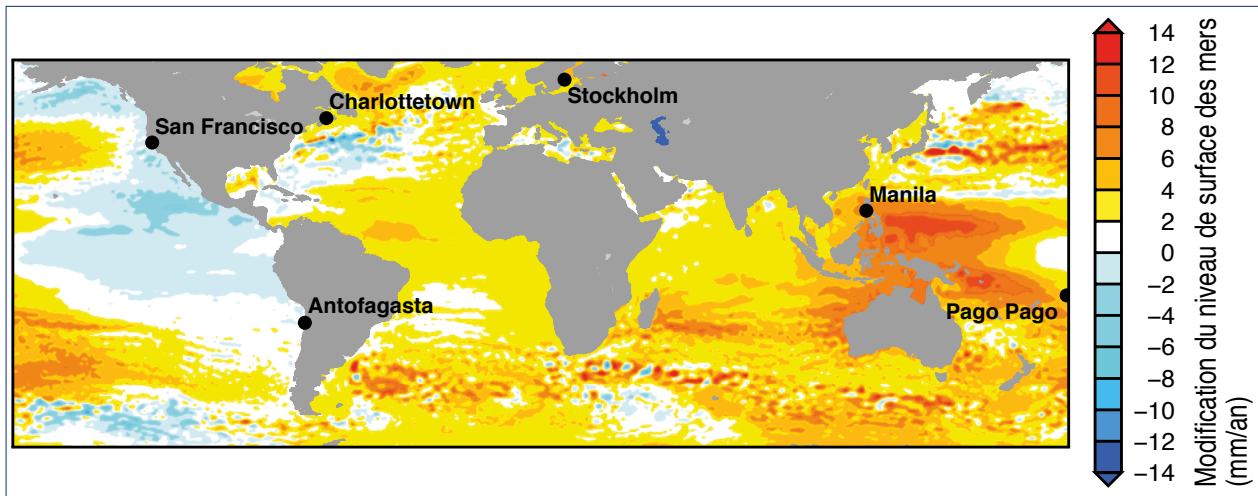 Charlottetown
Stockholm
San Francisco
Manila
Antofagasta
Pago Pago
14
12
10
8
6
4
2
0
−2
−4
−6
−8
−10
−12
−14
Modification du niveau de surface des mers
(mm/an)